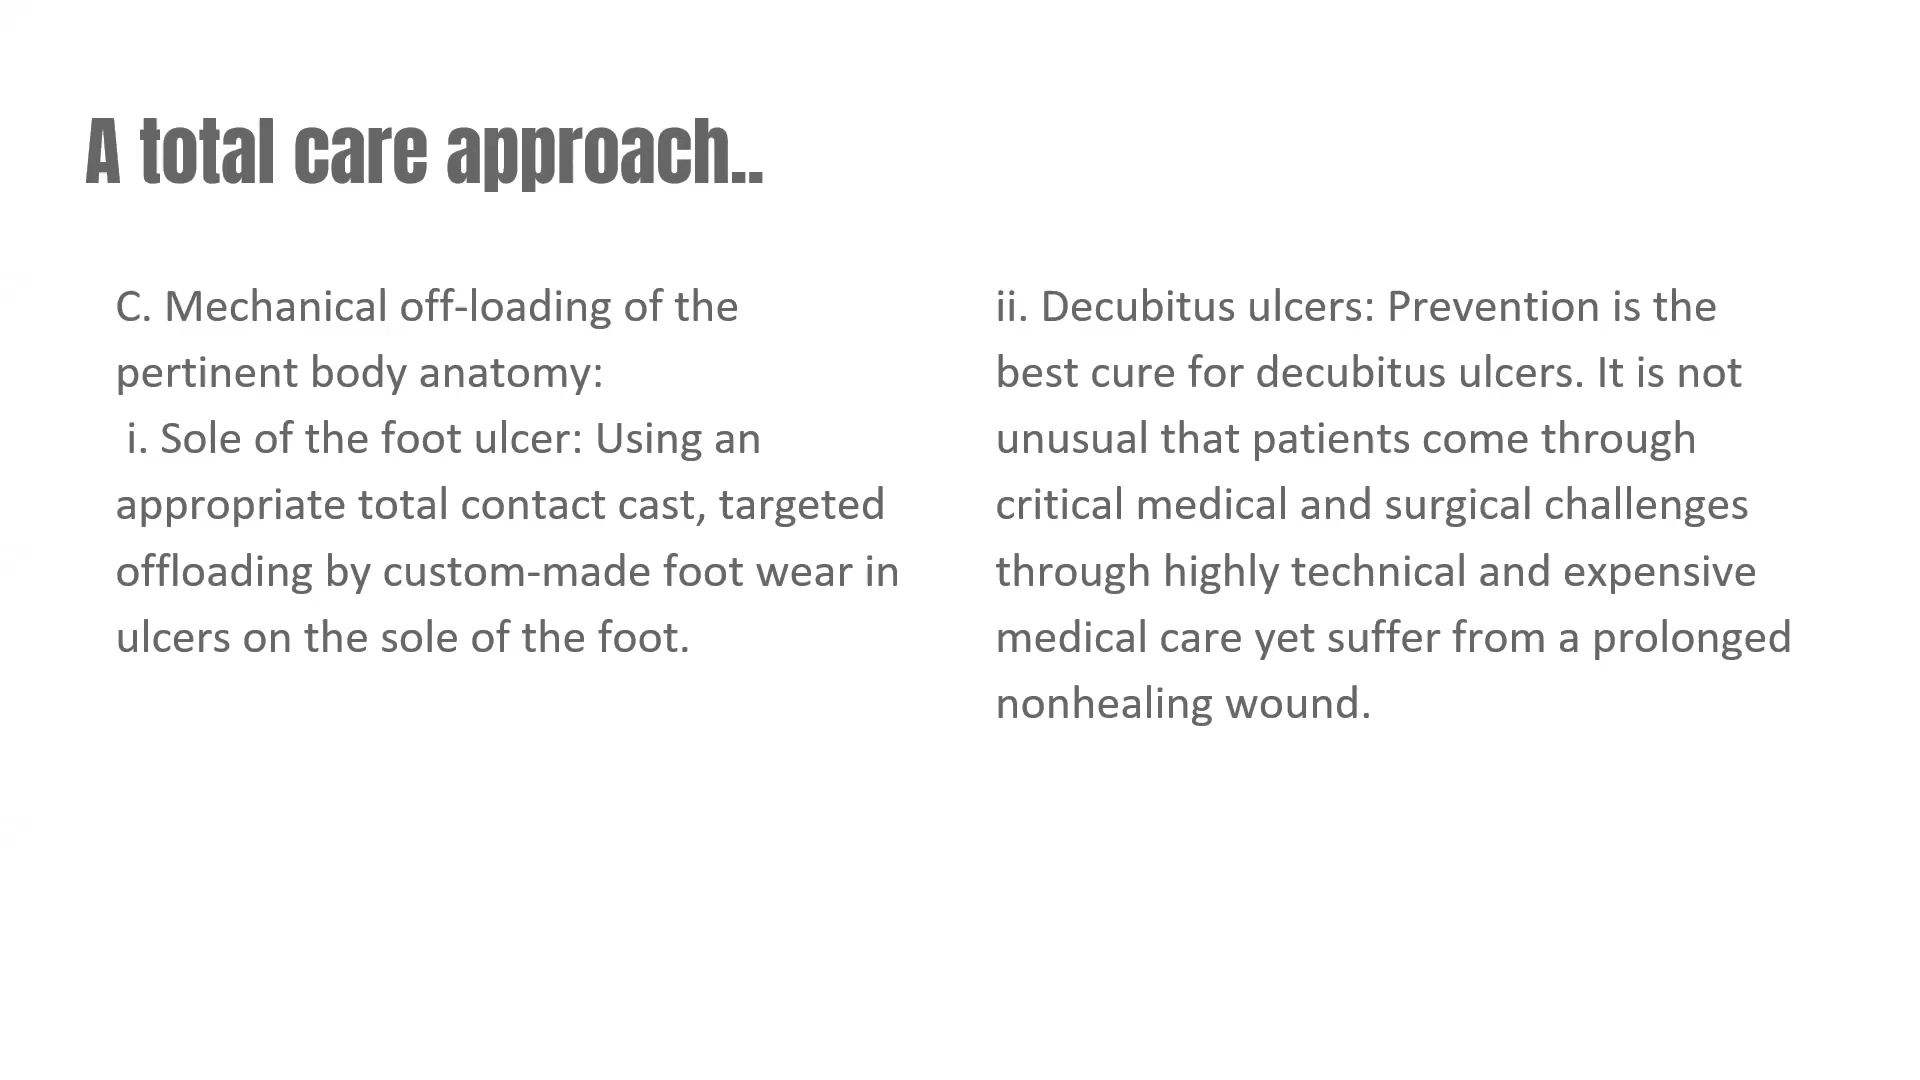 A total care approach..
C. Mechanical off-loading of the
pertinent body anatomy:
i. Sole of the foot ulcer: Using an
appropriate total contact cast, targeted
offloading by custom-made foot wear in
ulcers on the sole of the foot.
ii. Decubitus ulcers: Prevention is the
best cure for decubitus ulcers. It is not
unusual that patients come through
critical medical and surgical challenges
through highly technical and expensive
medical care yet suffer from a prolonged
nonhealing wound.